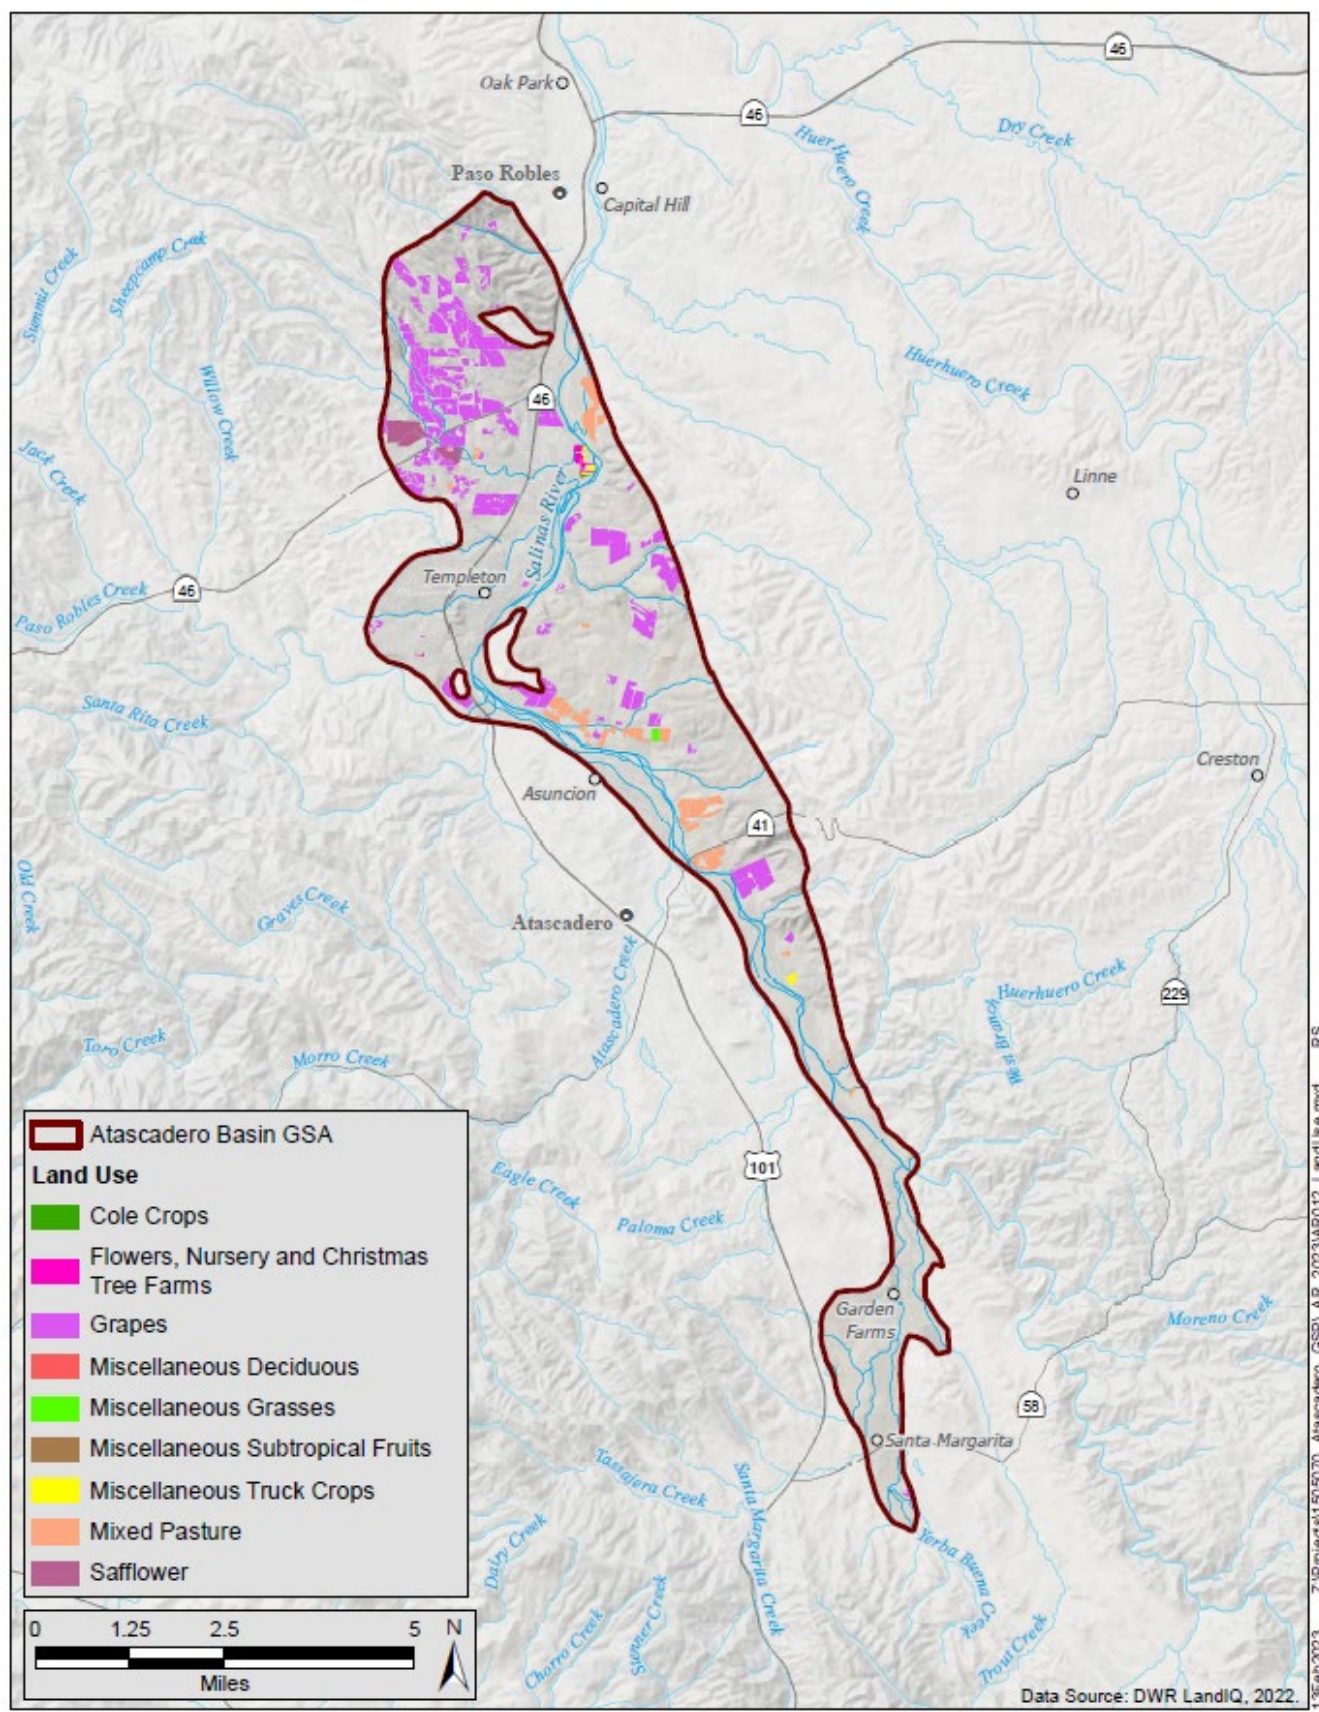 46
Oak Park
46
Dry Creek
Huer Huero Creek
Paso Robles
Capital Hill
Summit Creek
Sheepcamp Creek
Huerhuero Creek
Willow Creek
46
Jack Creek
Linne
Salinas River
Templeton
46
Paso Robles Creek
Santa Rita Creek
Creston
Asuncion
41
Old Creek
Graves Creek
Atascadero
Atascadero Creek
Huerhuero Creek
West Branch
229
Toro Creek
Morro Creek
Eagle Creek
101
Paloma Creek
Garden
Farms
Moreno Creek
58
Santa Margarita
Tassajera Creek
Santa Margarita Creek
Dairy Creek
Yerba Buena Creek
Chorro Creek
Stenner Creek
Trout Creek
Atascadero Basin GSA
Land Use
Cole Crops
Flowers, Nursery and Christmas
Tree Farms
Grapes
Miscellaneous Deciduous
Miscellaneous Grasses
Miscellaneous Subtropical Fruits
Miscellaneous Truck Crops
Mixed Pasture
Safflower
0 1.25 2.5 5 N
Miles
Data Source: DWR LandIQ, 2022.